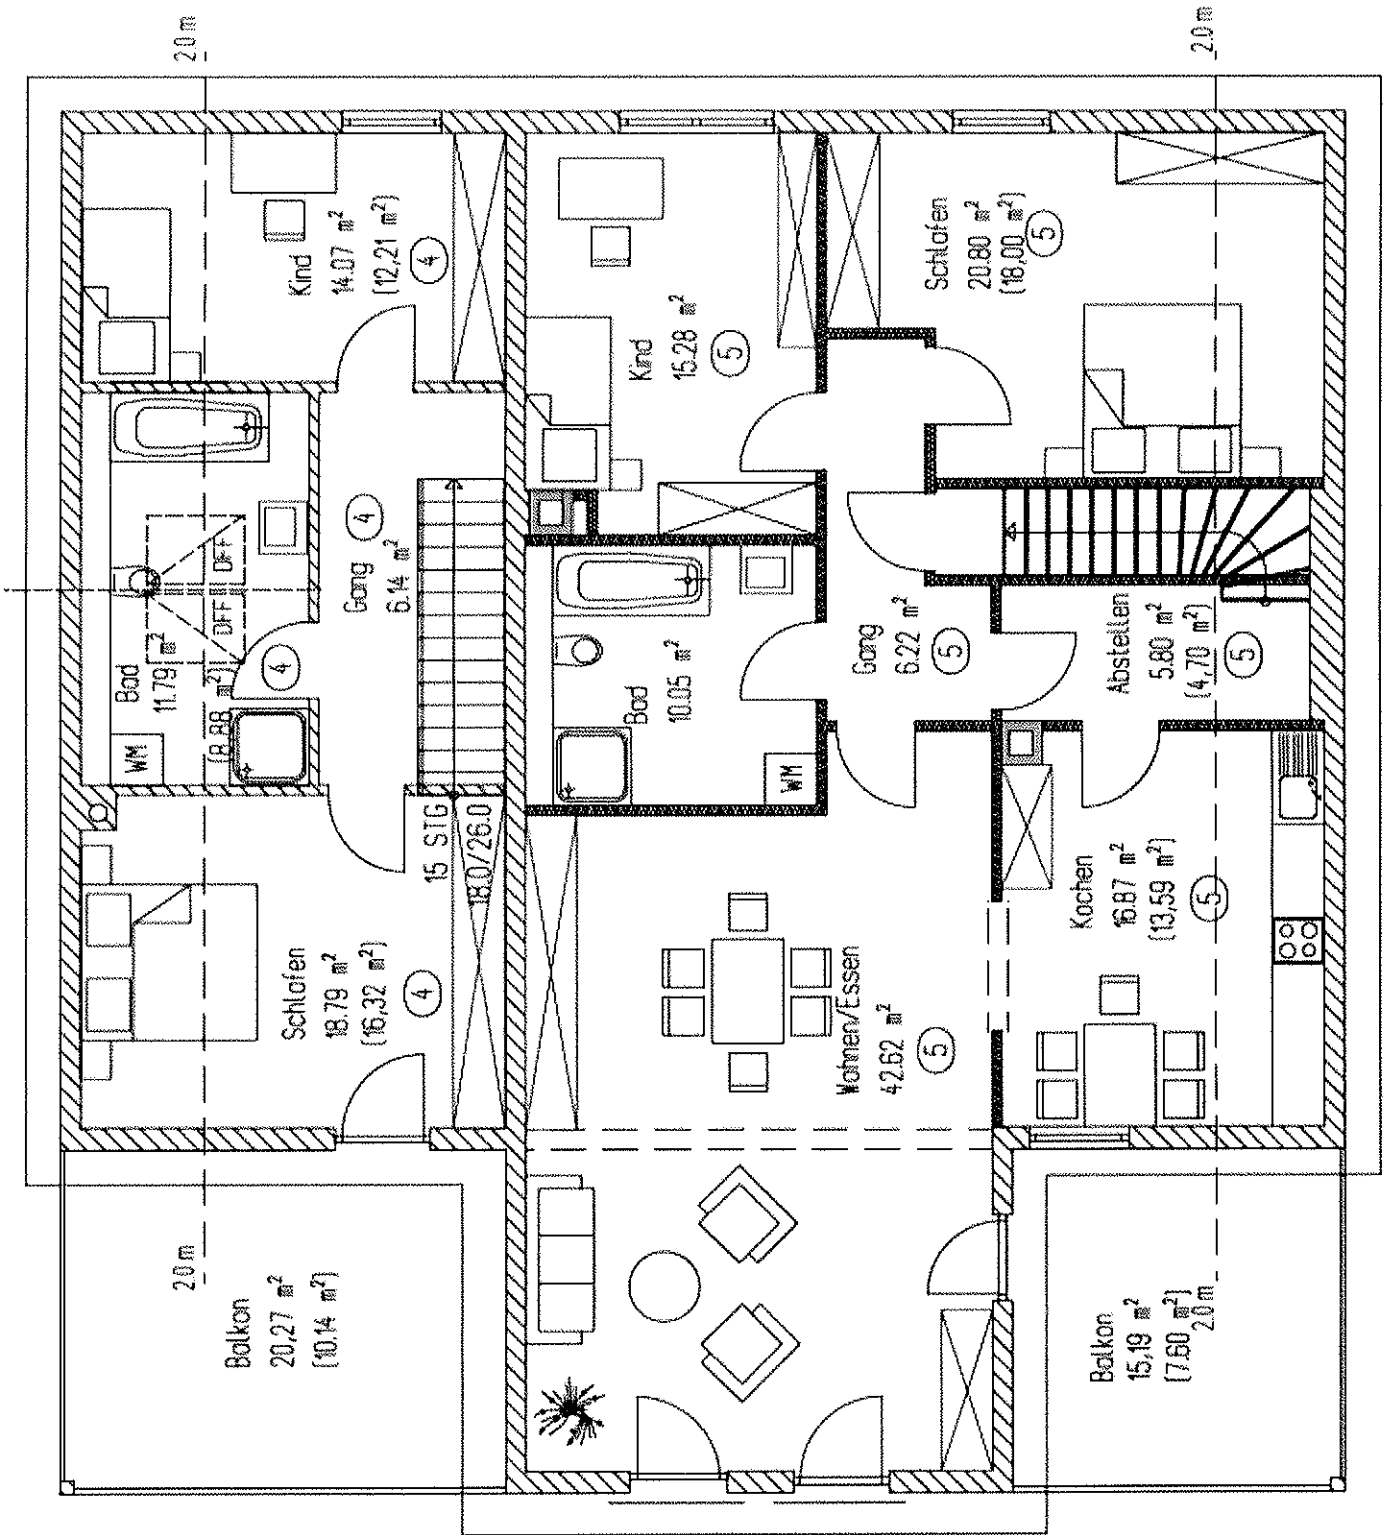 2.0 m
2.0 m
Kind
14.07 m²
(12,21 m²)
4
Kind
15.28 m²
5
Schlafen
20.80 m²
(18,00 m²)
5
Bad
11.79 m²
(8.88 m²)
4
DFF
DFF
WM
Gang
6.14 m²
4
15 STG
18.0/26.0
Bad
10.05 m²
WM
Gang
6.22 m²
5
Abstellen
5.80 m²
(4,70 m²)
5
Schlafen
18.79 m²
(16,32 m²)
4
Wohnen/Essen
42.62 m²
5
Kochen
16.87 m²
(13,59 m²)
5
2.0 m
Balkon
20,27 m²
(10.14 m²)
Balkon
15,19 m²
(7.60 m²)
2.0 m